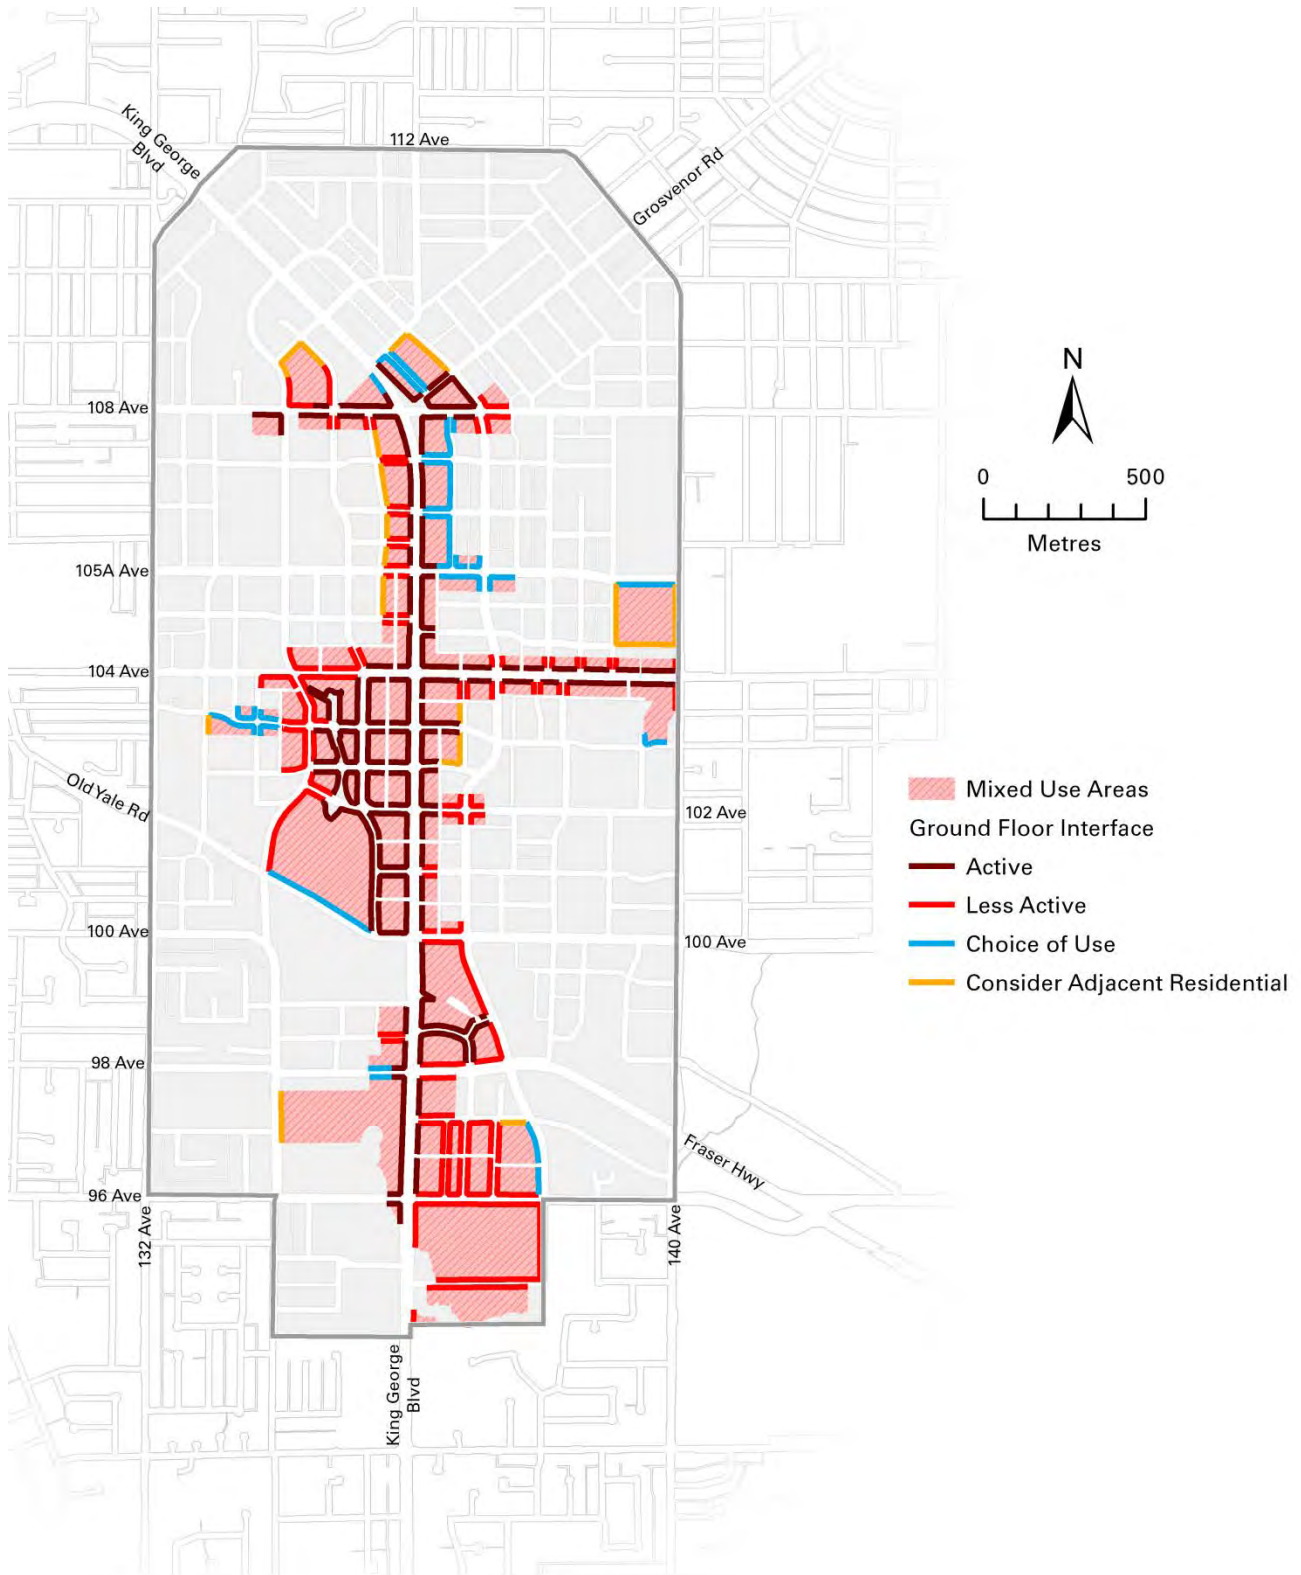 112 Ave
King George
Blvd
Grosvenor Rd
N
0 500
Metres
108 Ave
105A Ave
104 Ave
Old Yale Rd
102 Ave
100 Ave
100 Ave
98 Ave
96 Ave
Fraser Hwy
132 Ave
140 Ave
King George
Blvd
Mixed Use Areas
Ground Floor Interface
Active
Less Active
Choice of Use
Consider Adjacent Residential